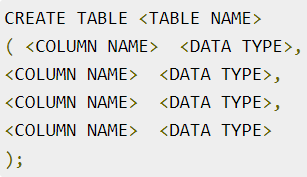 CREATE TABLE <TABLE NAME>
( <COLUMN NAME>  <DATA TYPE>,
<COLUMN NAME>  <DATA TYPE>,
<COLUMN NAME>  <DATA TYPE>,
<COLUMN NAME>  <DATA TYPE>
);